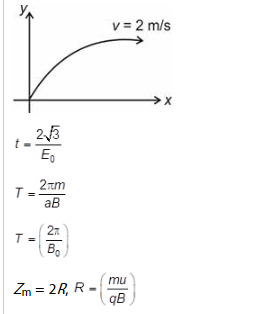 y
v = 2 m/s
x
t = 2√3/E₀
T = 2πm/aB
T = (2π/B₀)
Zm = 2R, R - (mu/qB)